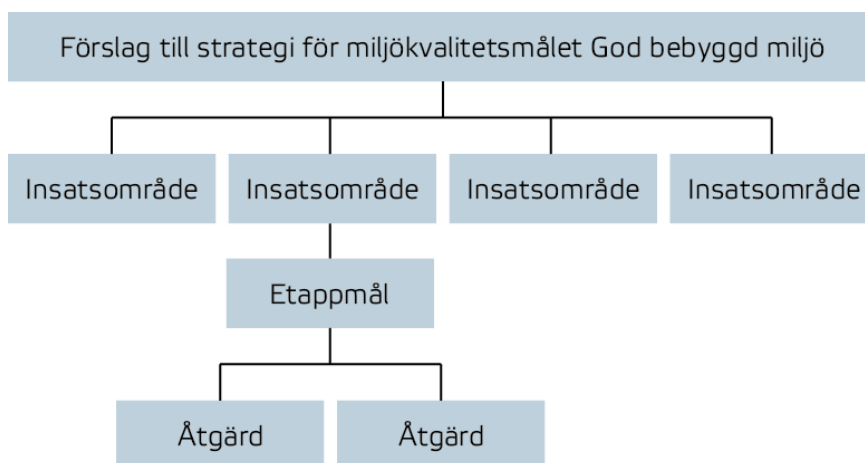 Förslag till strategi för miljökvalitetsmålet God bebyggd miljö
Insatsområde Insatsområde Insatsområde Insatsområde
Etappmål
Åtgärd Åtgärd